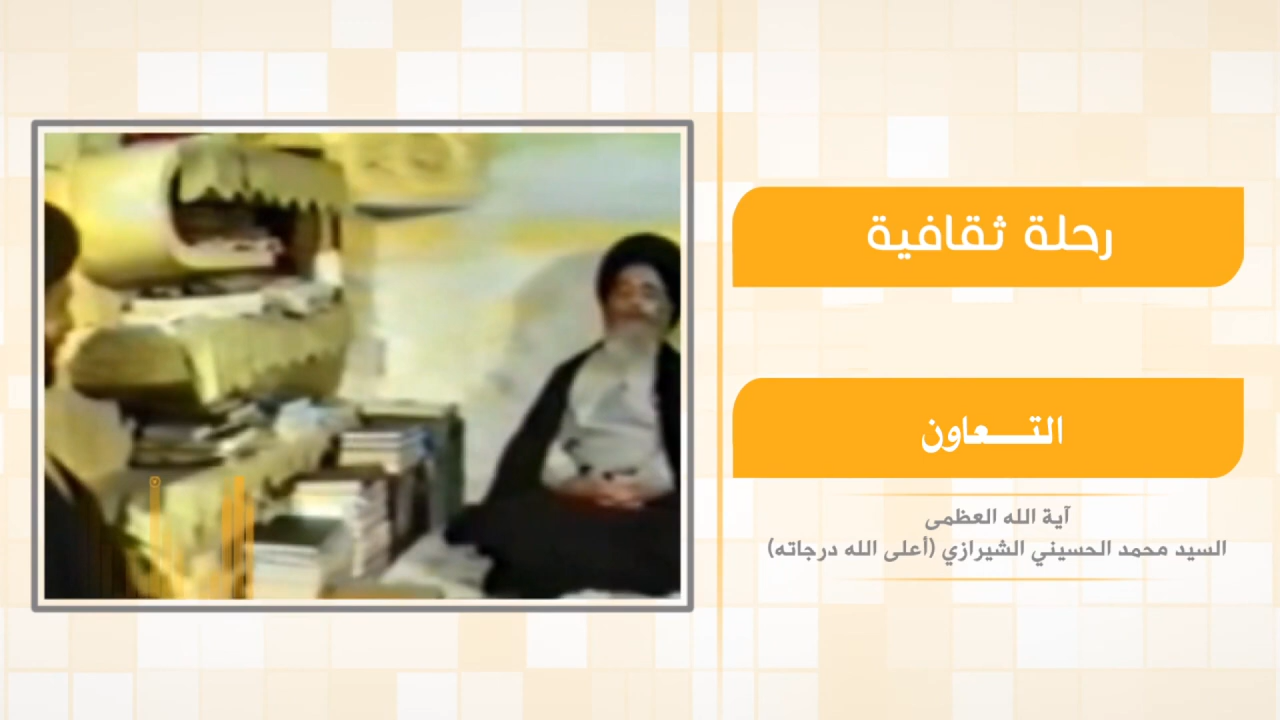 رحلة ثقافية
التـــعاون
آية الله العظمى
السيد محمد الحسيني الشيرازي (أعلى الله درجاته)